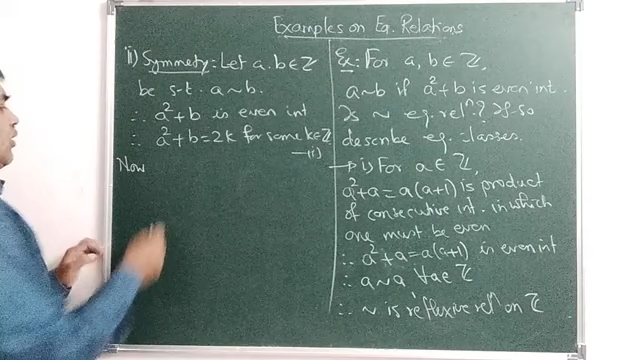 Examples on Eq. Relations
Ex: For a, b ∈ ℤ,
a ~ b if a² + b is even int.
Is ~ eq. relⁿ? If so
describe eq. classes.
→ i) For a ∈ ℤ,
a² + a = a(a+1) is product
of consecutive int. in which
one must be even
∴ a² + a = a(a+1) is even int
∴ a ~ a ∀ a ∈ ℤ
∴ ~ is reflexive relⁿ on ℤ
ii) Symmetry: Let a, b ∈ ℤ
be s.t. a ~ b.
∴ a² + b is even int
∴ a² + b = 2k for some k ∈ ℤ
—(i)
Now